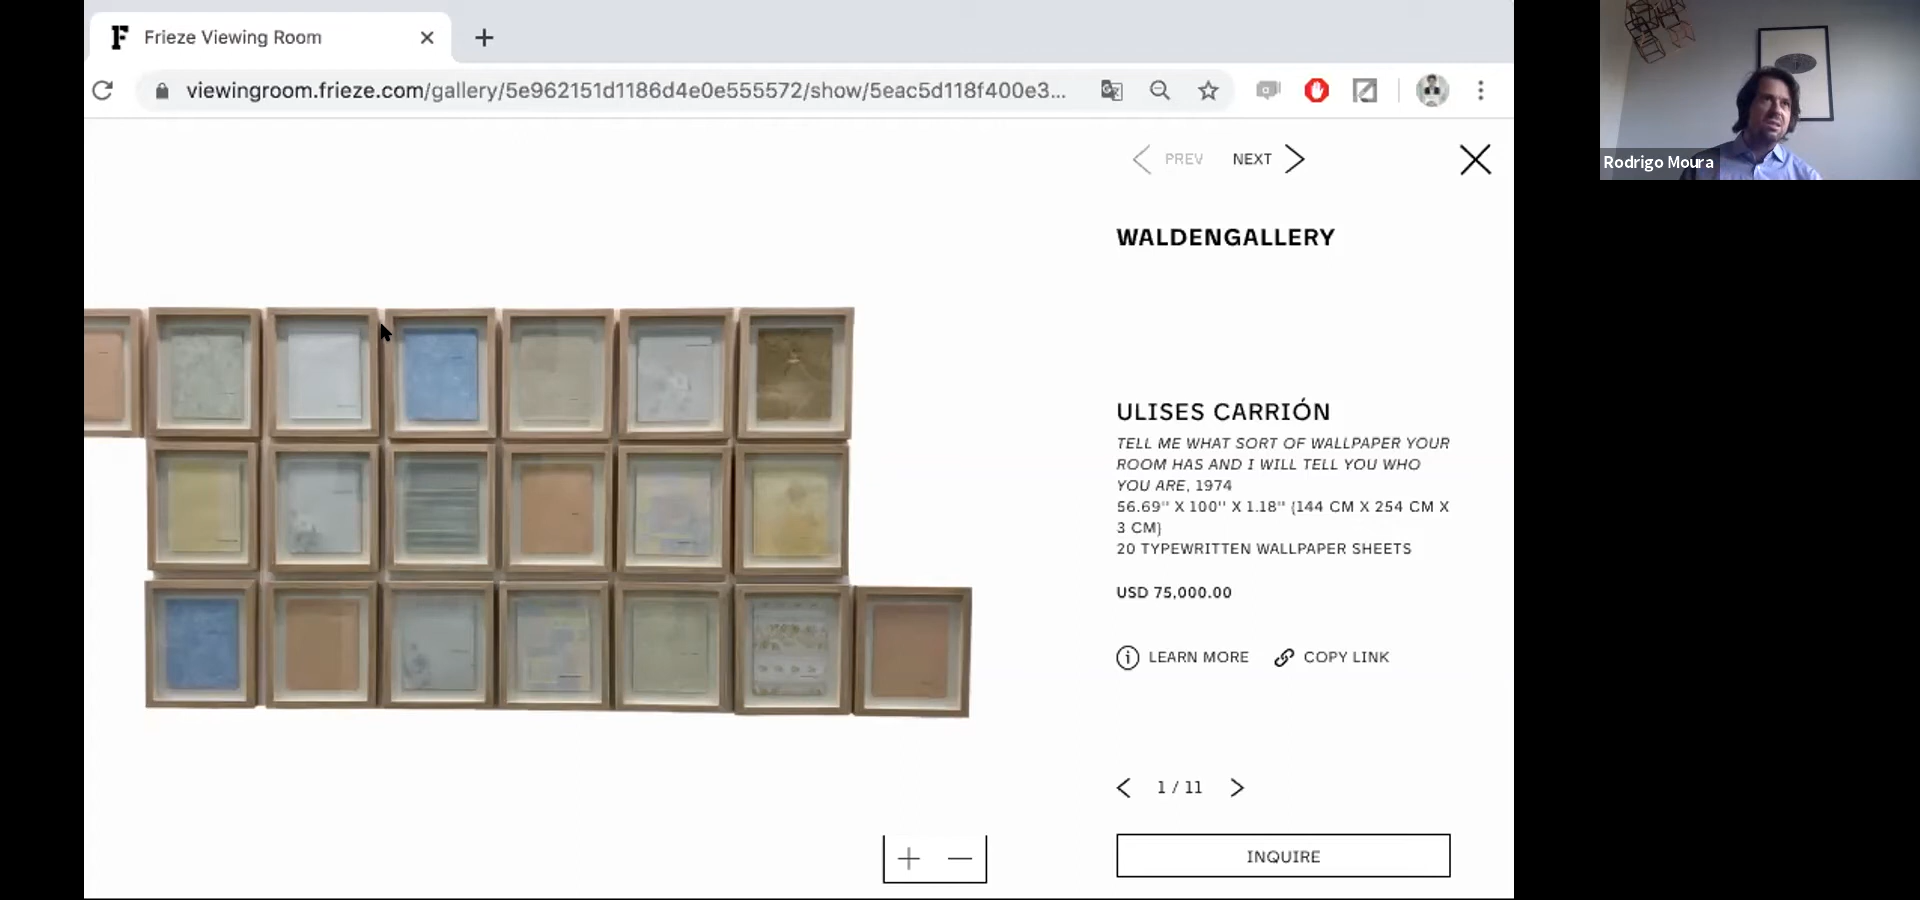 Frieze Viewing Room
viewingroom.frieze.com/gallery/5e962151d1186d4e0e555572/show/5eac5d118f400e3...
Rodrigo Moura
PREV
NEXT
WALDENGALLERY
ULISES CARRIÓN
TELL ME WHAT SORT OF WALLPAPER YOUR
ROOM HAS AND I WILL TELL YOU WHO
YOU ARE, 1974
56.69'' X 100'' X 1.18'' (144 CM X 254 CM X
3 CM)
20 TYPEWRITTEN WALLPAPER SHEETS
USD 75,000.00
LEARN MORE
COPY LINK
1 / 11
INQUIRE